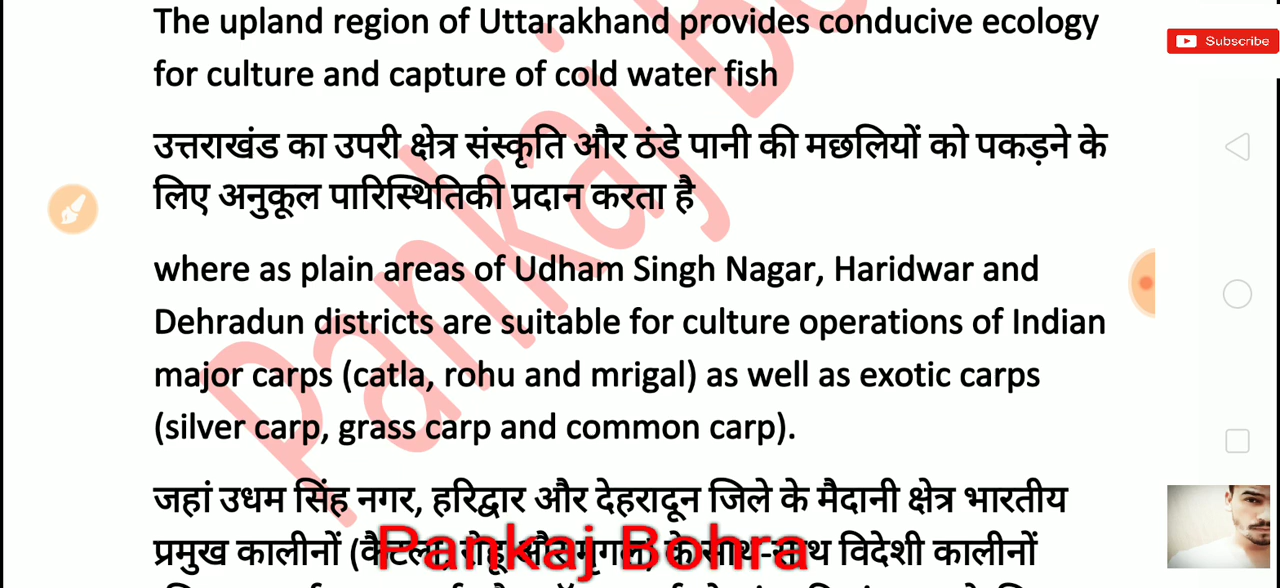 The upland region of Uttarakhand provides conducive ecology
Subscribe
for culture and capture of cold water fish
उत्तराखंड का उपरी क्षेत्र संस्कृति और ठंडे पानी की मछलियों को पकड़ने के
लिए अनुकूल पारिस्थितिकी प्रदान करता है
where as plain areas of Udham Singh Nagar, Haridwar and
Dehradun districts are suitable for culture operations of Indian
major carps (catla, rohu and mrigal) as well as exotic carps
(silver carp, grass carp and common carp).
जहां उधम सिंह नगर, हरिद्वार और देहरादून जिले के मैदानी क्षेत्र भारतीय
प्रमुख कालीनों (कैटला, रोहू और मृगल) के साथ-साथ विदेशी कालीनों
Pankaj Bohra